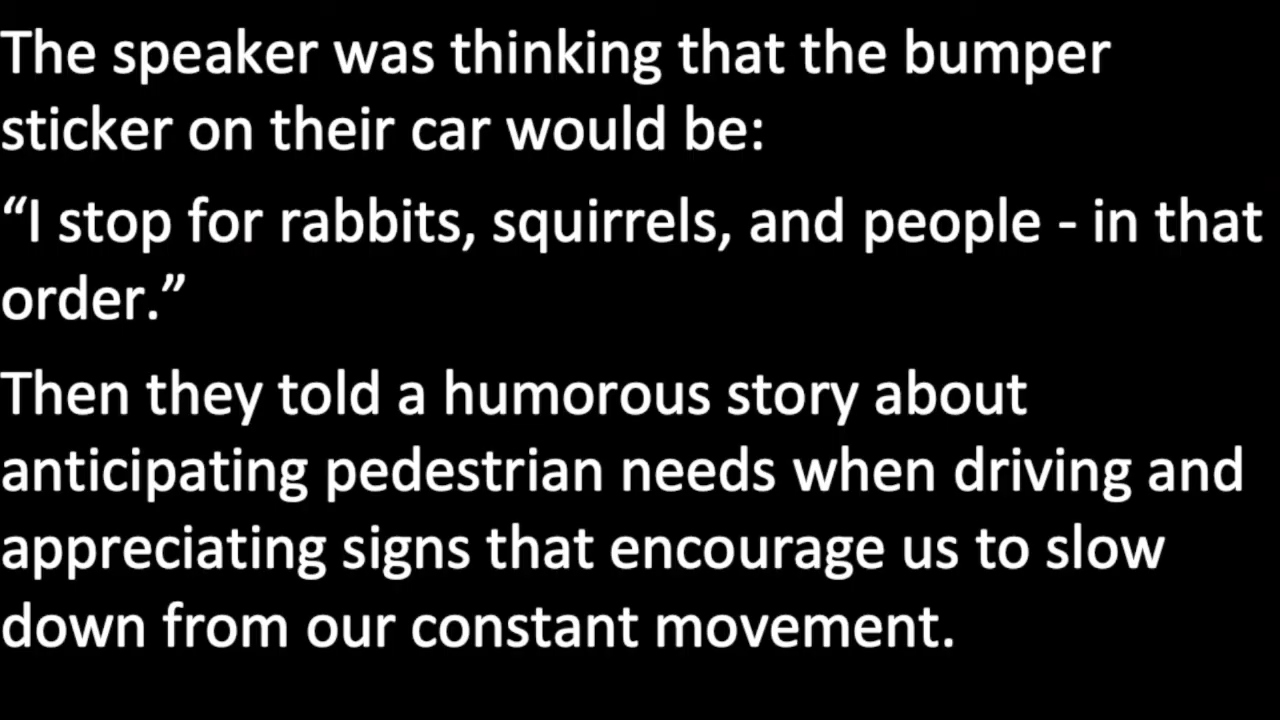 The speaker was thinking that the bumper
sticker on their car would be:
“I stop for rabbits, squirrels, and people - in that
order.”
Then they told a humorous story about
anticipating pedestrian needs when driving and
appreciating signs that encourage us to slow
down from our constant movement.